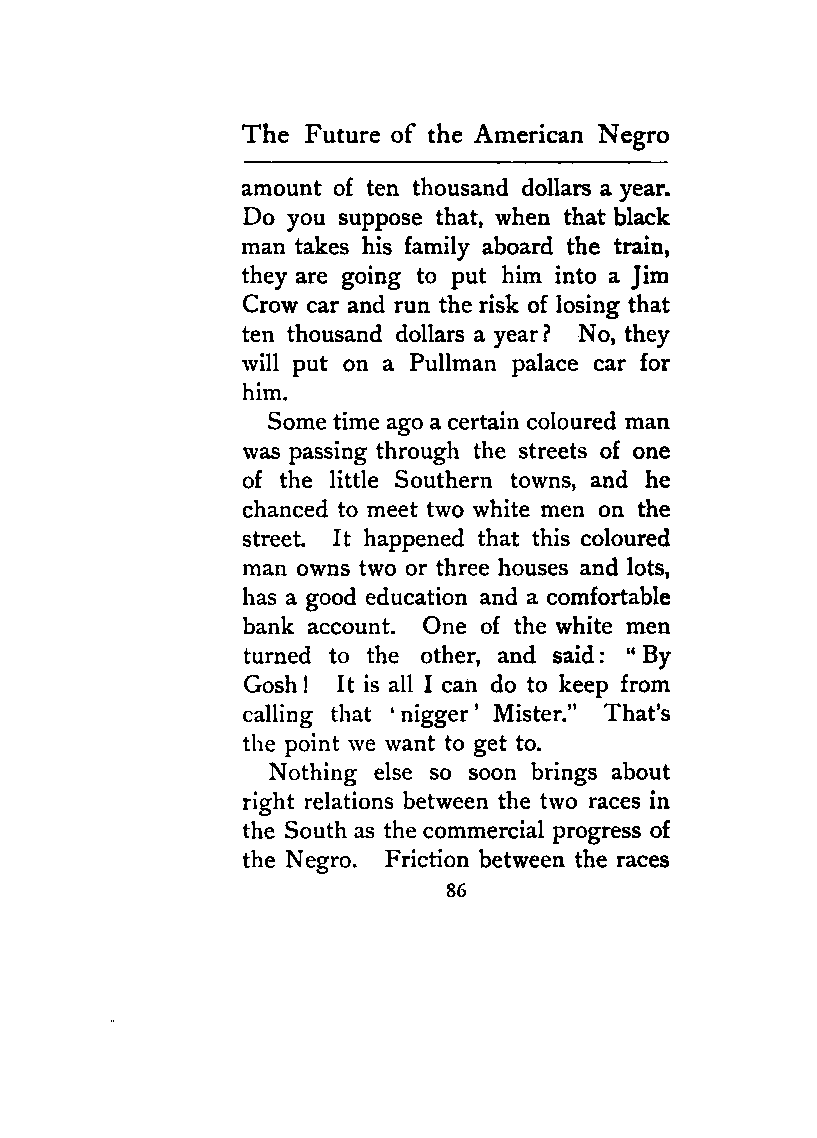 The Future of the American Negro
amount of ten thousand dollars a year.
Do you suppose that, when that black
man takes his family aboard the train,
they are going to put him into a Jim
Crow car and run the risk of losing that
ten thousand dollars a year? No, they
will put on a Pullman palace car for
him.
Some time ago a certain coloured man
was passing through the streets of one
of the little Southern towns, and he
chanced to meet two white men on the
street. It happened that this coloured
man owns two or three houses and lots,
has a good education and a comfortable
bank account. One of the white men
turned to the other, and said: "By
Gosh! It is all I can do to keep from
calling that 'nigger' Mister." That's
the point we want to get to.
Nothing else so soon brings about
right relations between the two races in
the South as the commercial progress of
the Negro. Friction between the races
86